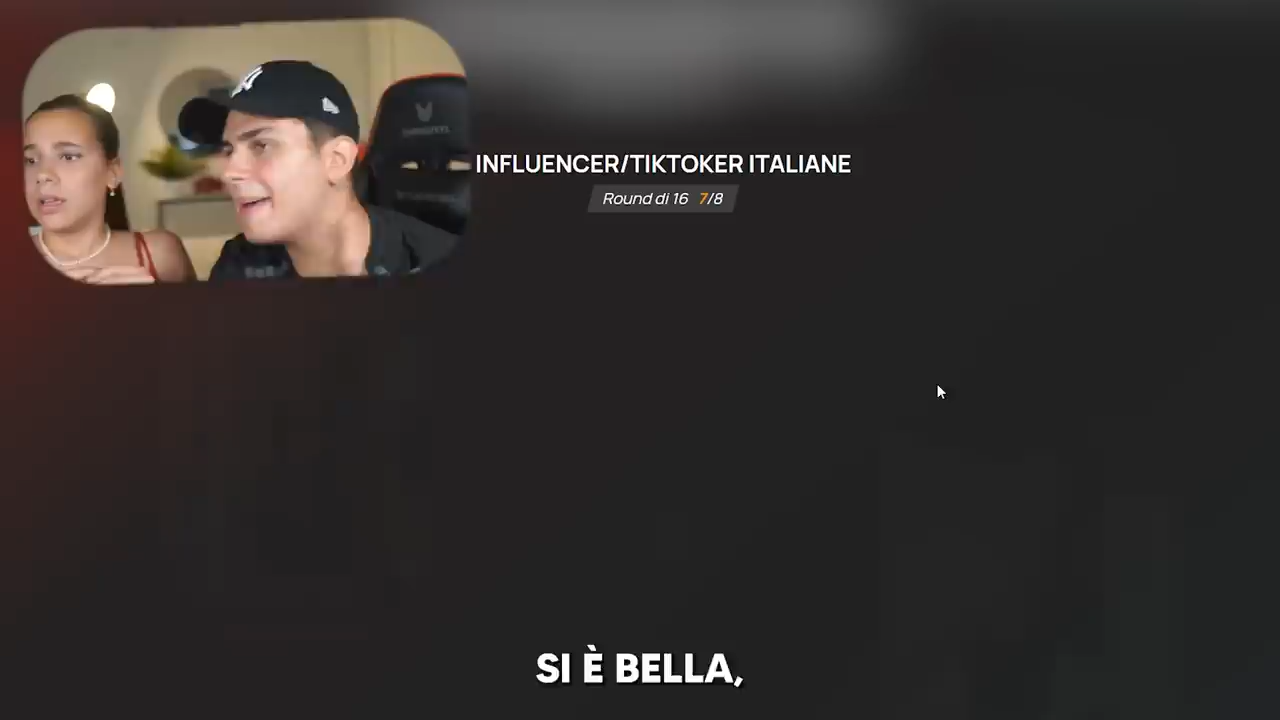 INFLUENCER/TIKTOKER ITALIANE
Round di 16 7/8
SI È BELLA,